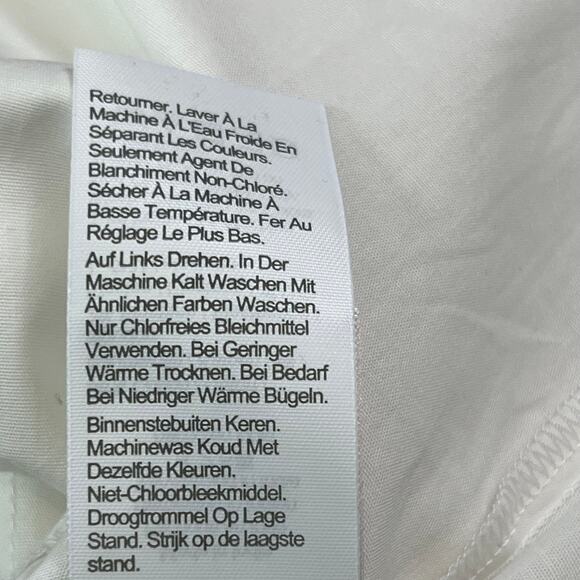 Retourner. Laver À La
Machine À L'Eau Froide En
Séparant Les Couleurs.
Seulement Agent De
Blanchiment Non-Chloré.
Sécher À La Machine À
Basse Température. Fer Au
Réglage Le Plus Bas.
Auf Links Drehen. In Der
Maschine Kalt Waschen Mit
Ähnlichen Farben Waschen.
Nur Chlorfreies Bleichmittel
Verwenden. Bei Geringer
Wärme Trocknen. Bei Bedarf
Bei Niedriger Wärme Bügeln.
Binnenstebuiten Keren.
Machinewas Koud Met
Dezelfde Kleuren.
Niet-Chloorbleekmiddel.
Droogtrommel Op Lage
Stand. Strijk op de laagste
stand.